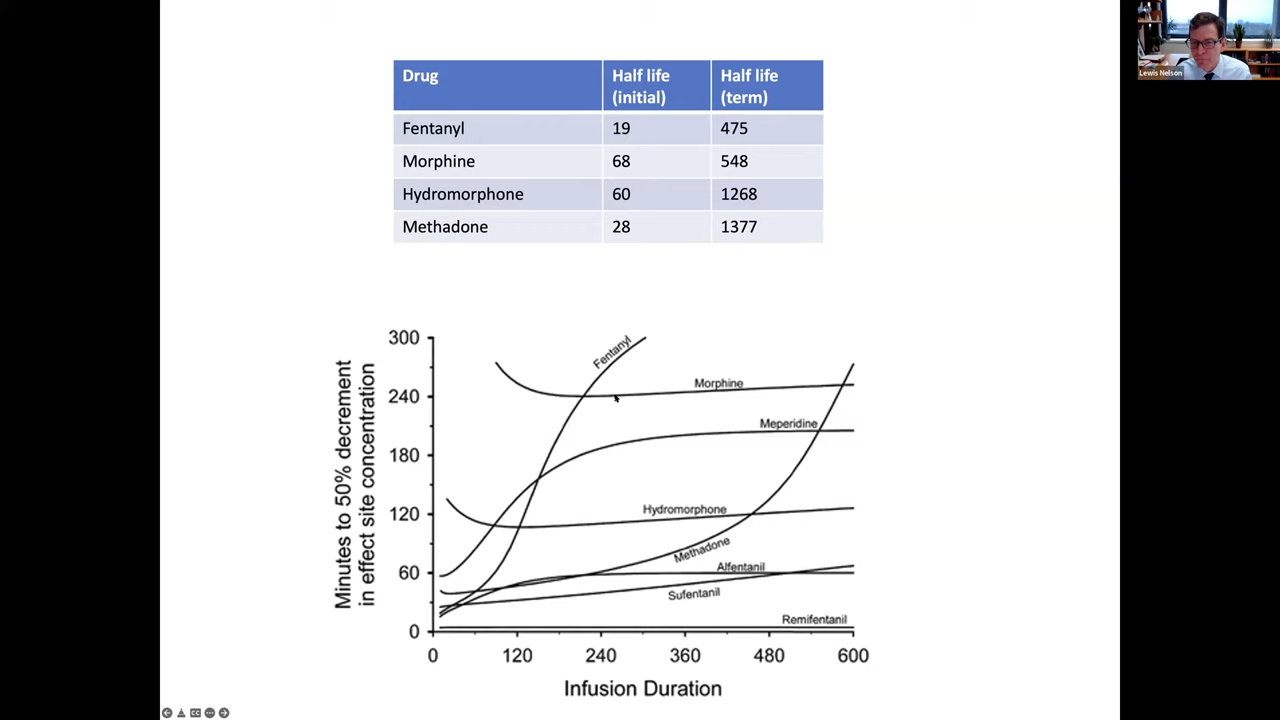 Lewis Nelson
Drug Half life (initial) Half life (term)
Fentanyl 19 475
Morphine 68 548
Hydromorphone 60 1268
Methadone 28 1377
Minutes to 50% decrement
in effect site concentration
300
240
180
120
60
0
Fentanyl
Morphine
Meperidine
Hydromorphone
Methadone
Alfentanil
Sufentanil
Remifentanil
0 120 240 360 480 600
Infusion Duration